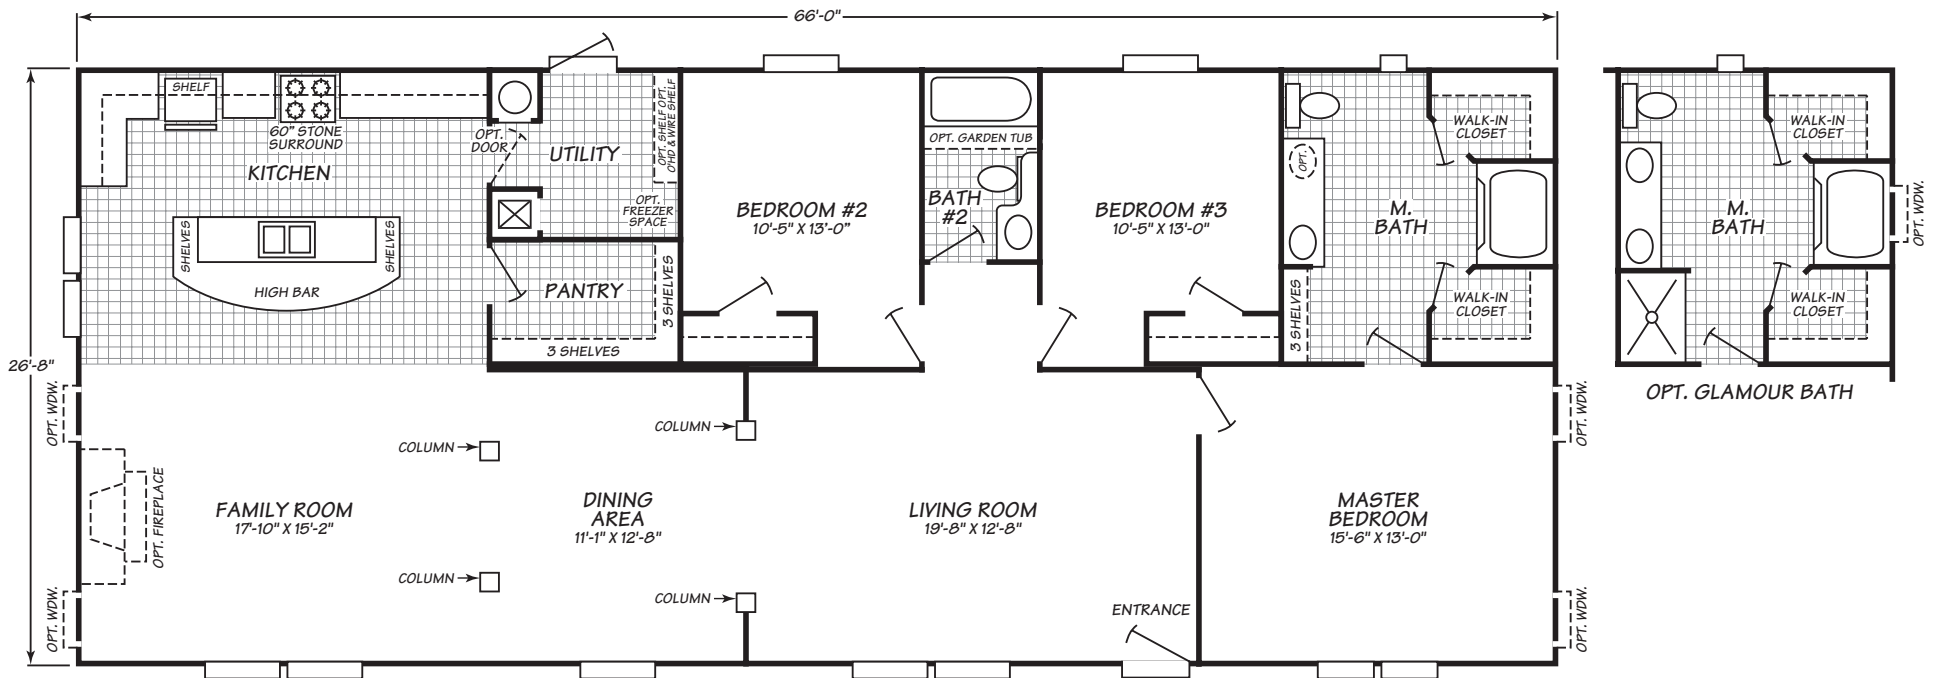 66'-0"
26'-8"
SHELF
60" STONE
SURROUND
KITCHEN
SHELVES
SHELVES
HIGH BAR
OPT.
DOOR
UTILITY
OPT. SHELF OPT.
O'HD & WIRE SHELF
OPT.
FREEZER
SPACE
PANTRY
3 SHELVES
3 SHELVES
BEDROOM #2
10'-5" X 13'-0"
OPT. GARDEN TUB
BATH
#2
BEDROOM #3
10'-5" X 13'-0"
OPT.
M.
BATH
WALK-IN
CLOSET
WALK-IN
CLOSET
3 SHELVES
OPT. WDW.
OPT. FIREPLACE
OPT. WDW.
FAMILY ROOM
17'-10" X 15'-2"
COLUMN
COLUMN
DINING
AREA
11'-1" X 12'-8"
COLUMN
COLUMN
LIVING ROOM
19'-8" X 12'-8"
ENTRANCE
MASTER
BEDROOM
15'-6" X 13'-0"
OPT. WDW.
OPT. WDW.
WALK-IN
CLOSET
M.
BATH
WALK-IN
CLOSET
OPT. WDW.
OPT. GLAMOUR BATH